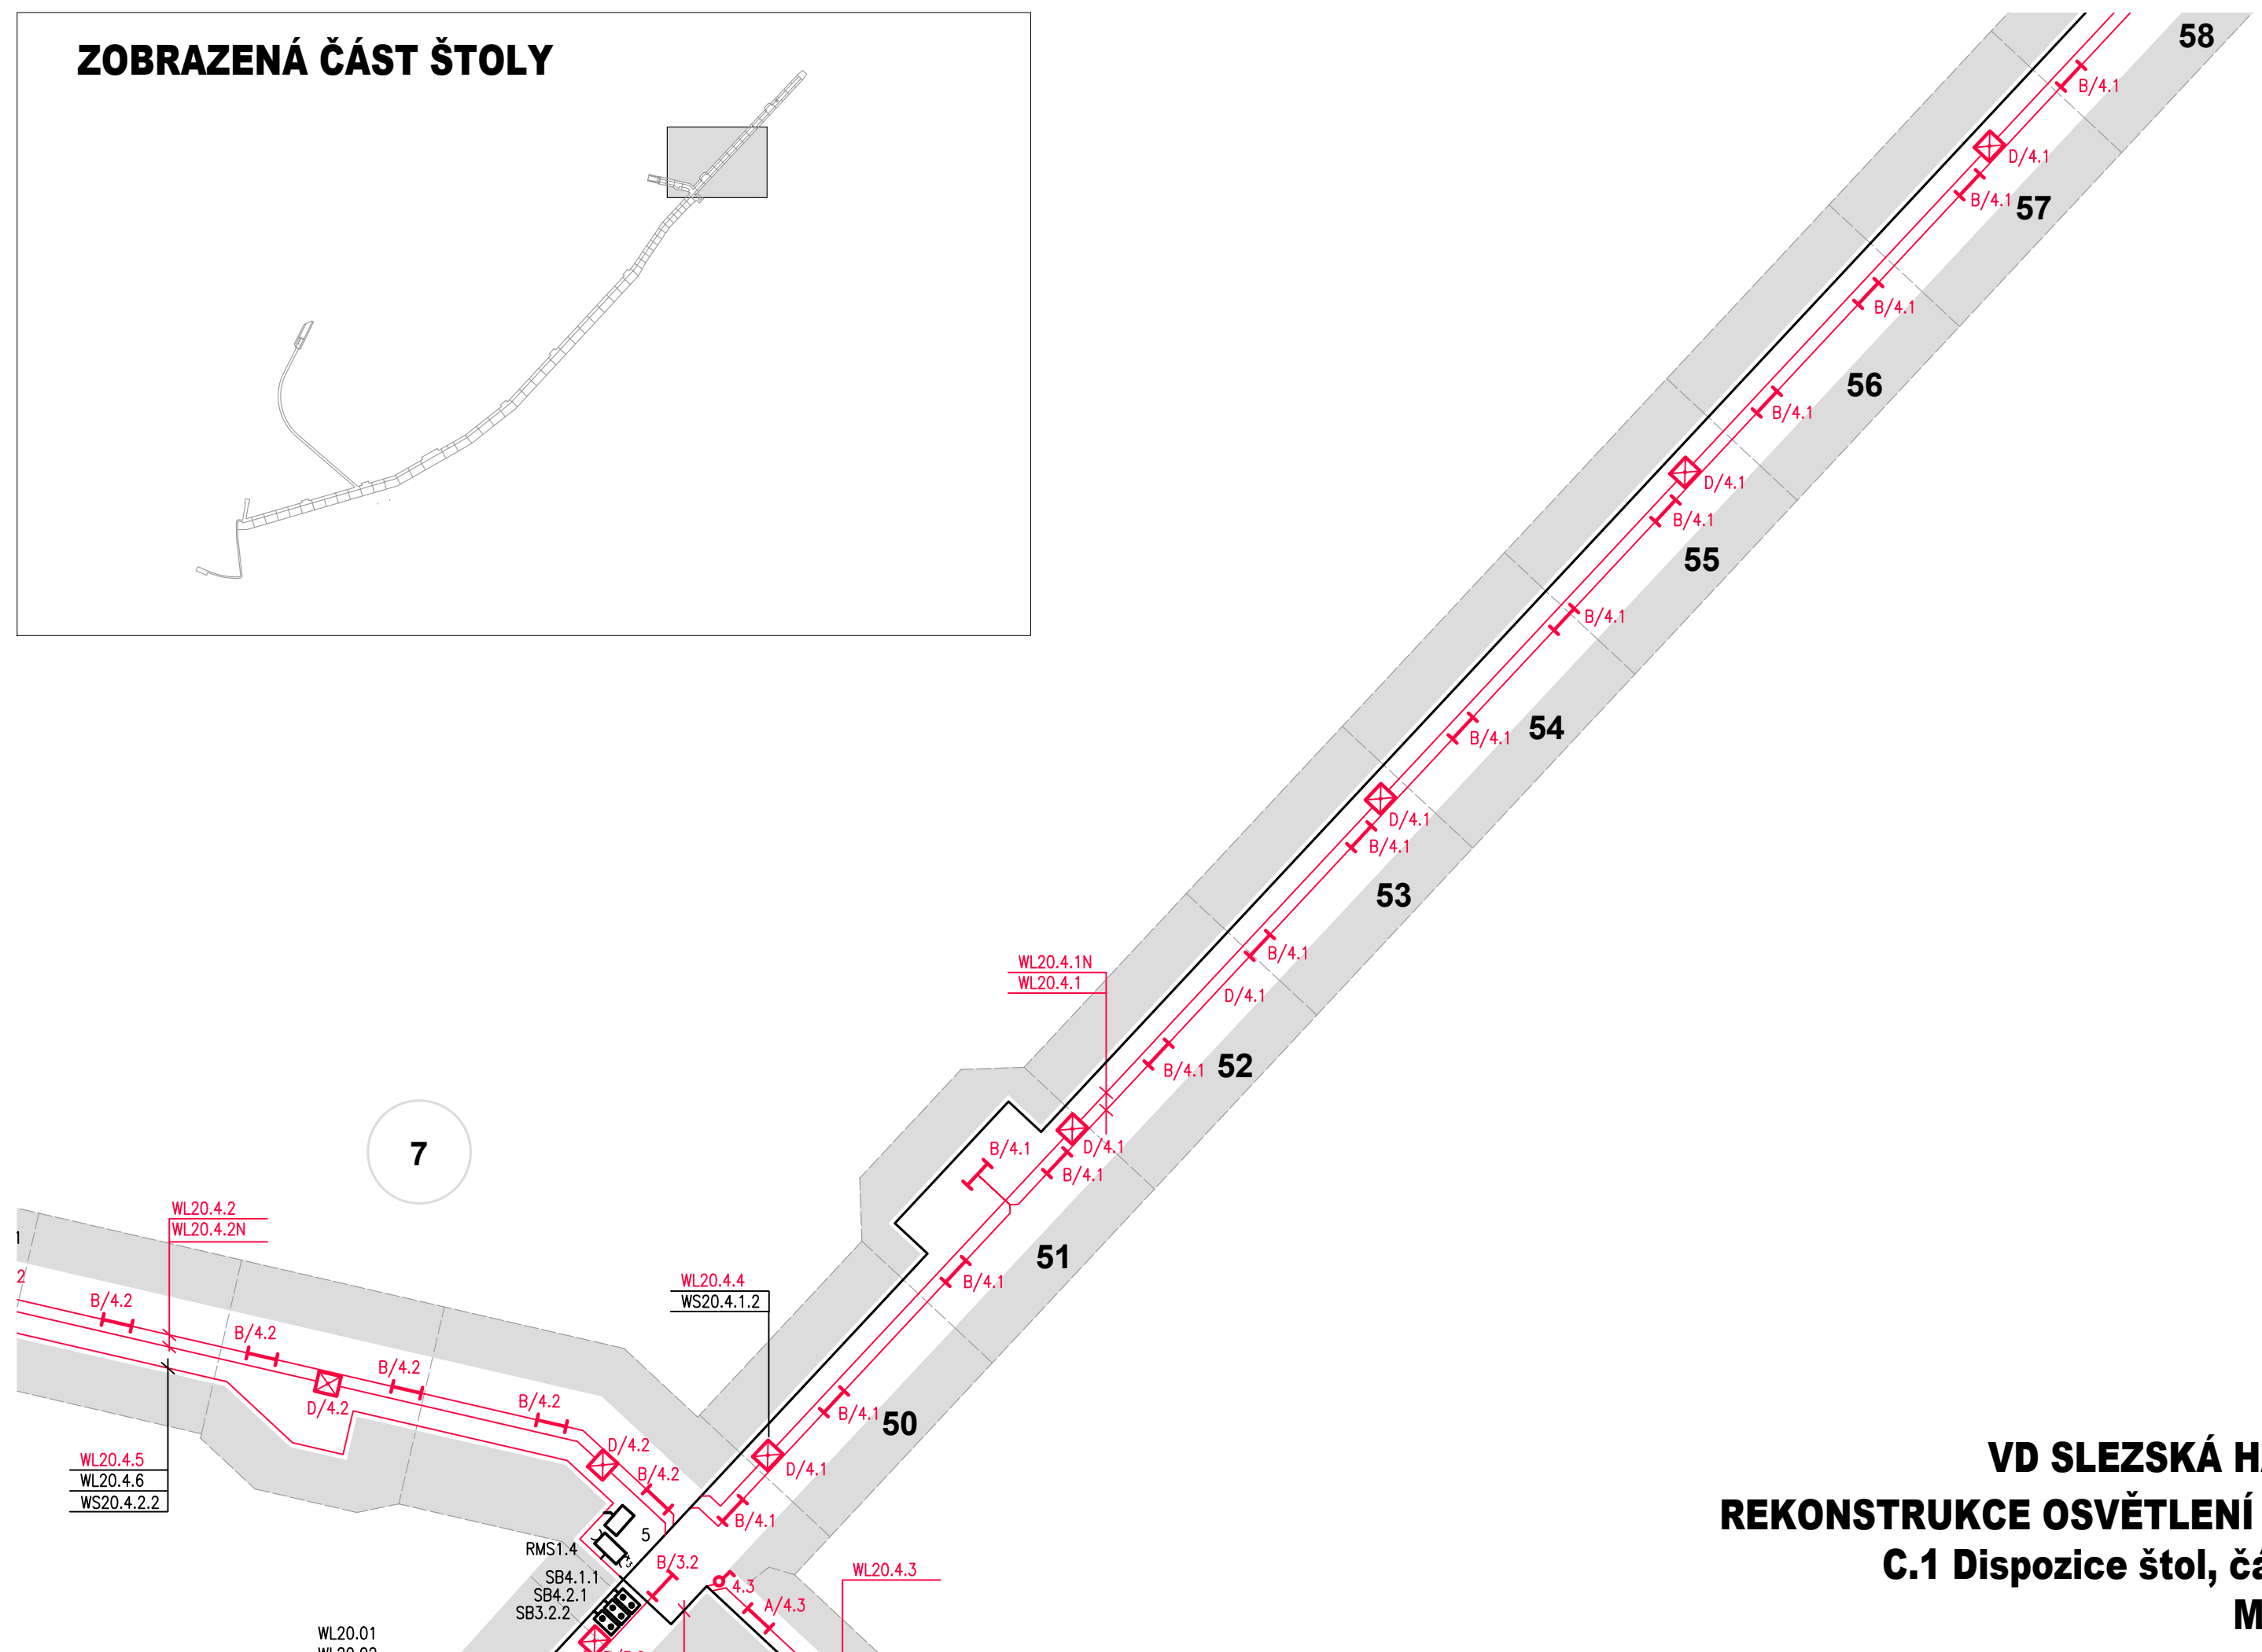 ZOBRAZENÁ ČÁST ŠTOLY
58
B/4.1
D/4.1
B/4.1
57
B/4.1
56
B/4.1
D/4.1
B/4.1
55
B/4.1
54
B/4.1
D/4.1
B/4.1
53
B/4.1
WL20.4.1N
WL20.4.1
D/4.1
B/4.1
52
7
B/4.1
D/4.1
B/4.1
51
B/4.1
WL20.4.2
WL20.4.2N
1
2
B/4.2
B/4.2
B/4.2
B/4.2
D/4.2
WL20.4.4
WS20.4.1.2
B/4.1
50
D/4.2
B/4.2
D/4.1
B/4.1
WL20.4.5
WL20.4.6
WS20.4.2.2
5
RMS1.4
B/3.2
SB4.1.1
SB4.2.1
SB3.2.2
4.3
A/4.3
WL20.4.3
WL20.01
VD SLEZSKÁ
REKONSTRUKCE OSVĚTLENÍ
C.1 Dispozice štol,